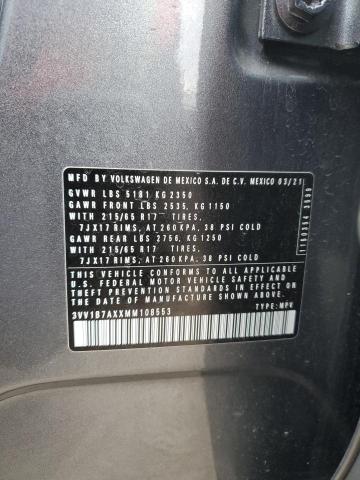 MFD. BY VOLKSWAGEN DE MEXICO S.A. DE C.V. MEXICO 03/21
GVWR LBS 5181 KG 2350
GAWR FRONT LBS 2535, KG 1150
WITH 215/65 R17 TIRES,
7JX17 RIMS, AT 260 KPA, 38 PSI COLD
GAWR REAR LBS 2756, KG 1250
WITH 215/65 R17 TIRES,
7JX17 RIMS, AT 260 KPA, 38 PSI COLD
THIS VEHICLE CONFORMS TO ALL APPLICABLE
U.S. FEDERAL MOTOR VEHICLE SAFETY AND
THEFT PREVENTION STANDARDS IN EFFECT ON THE
DATE OF MANUFACTURE SHOWN ABOVE.
3VV1B7AXXMM108553 TYPE: MPV